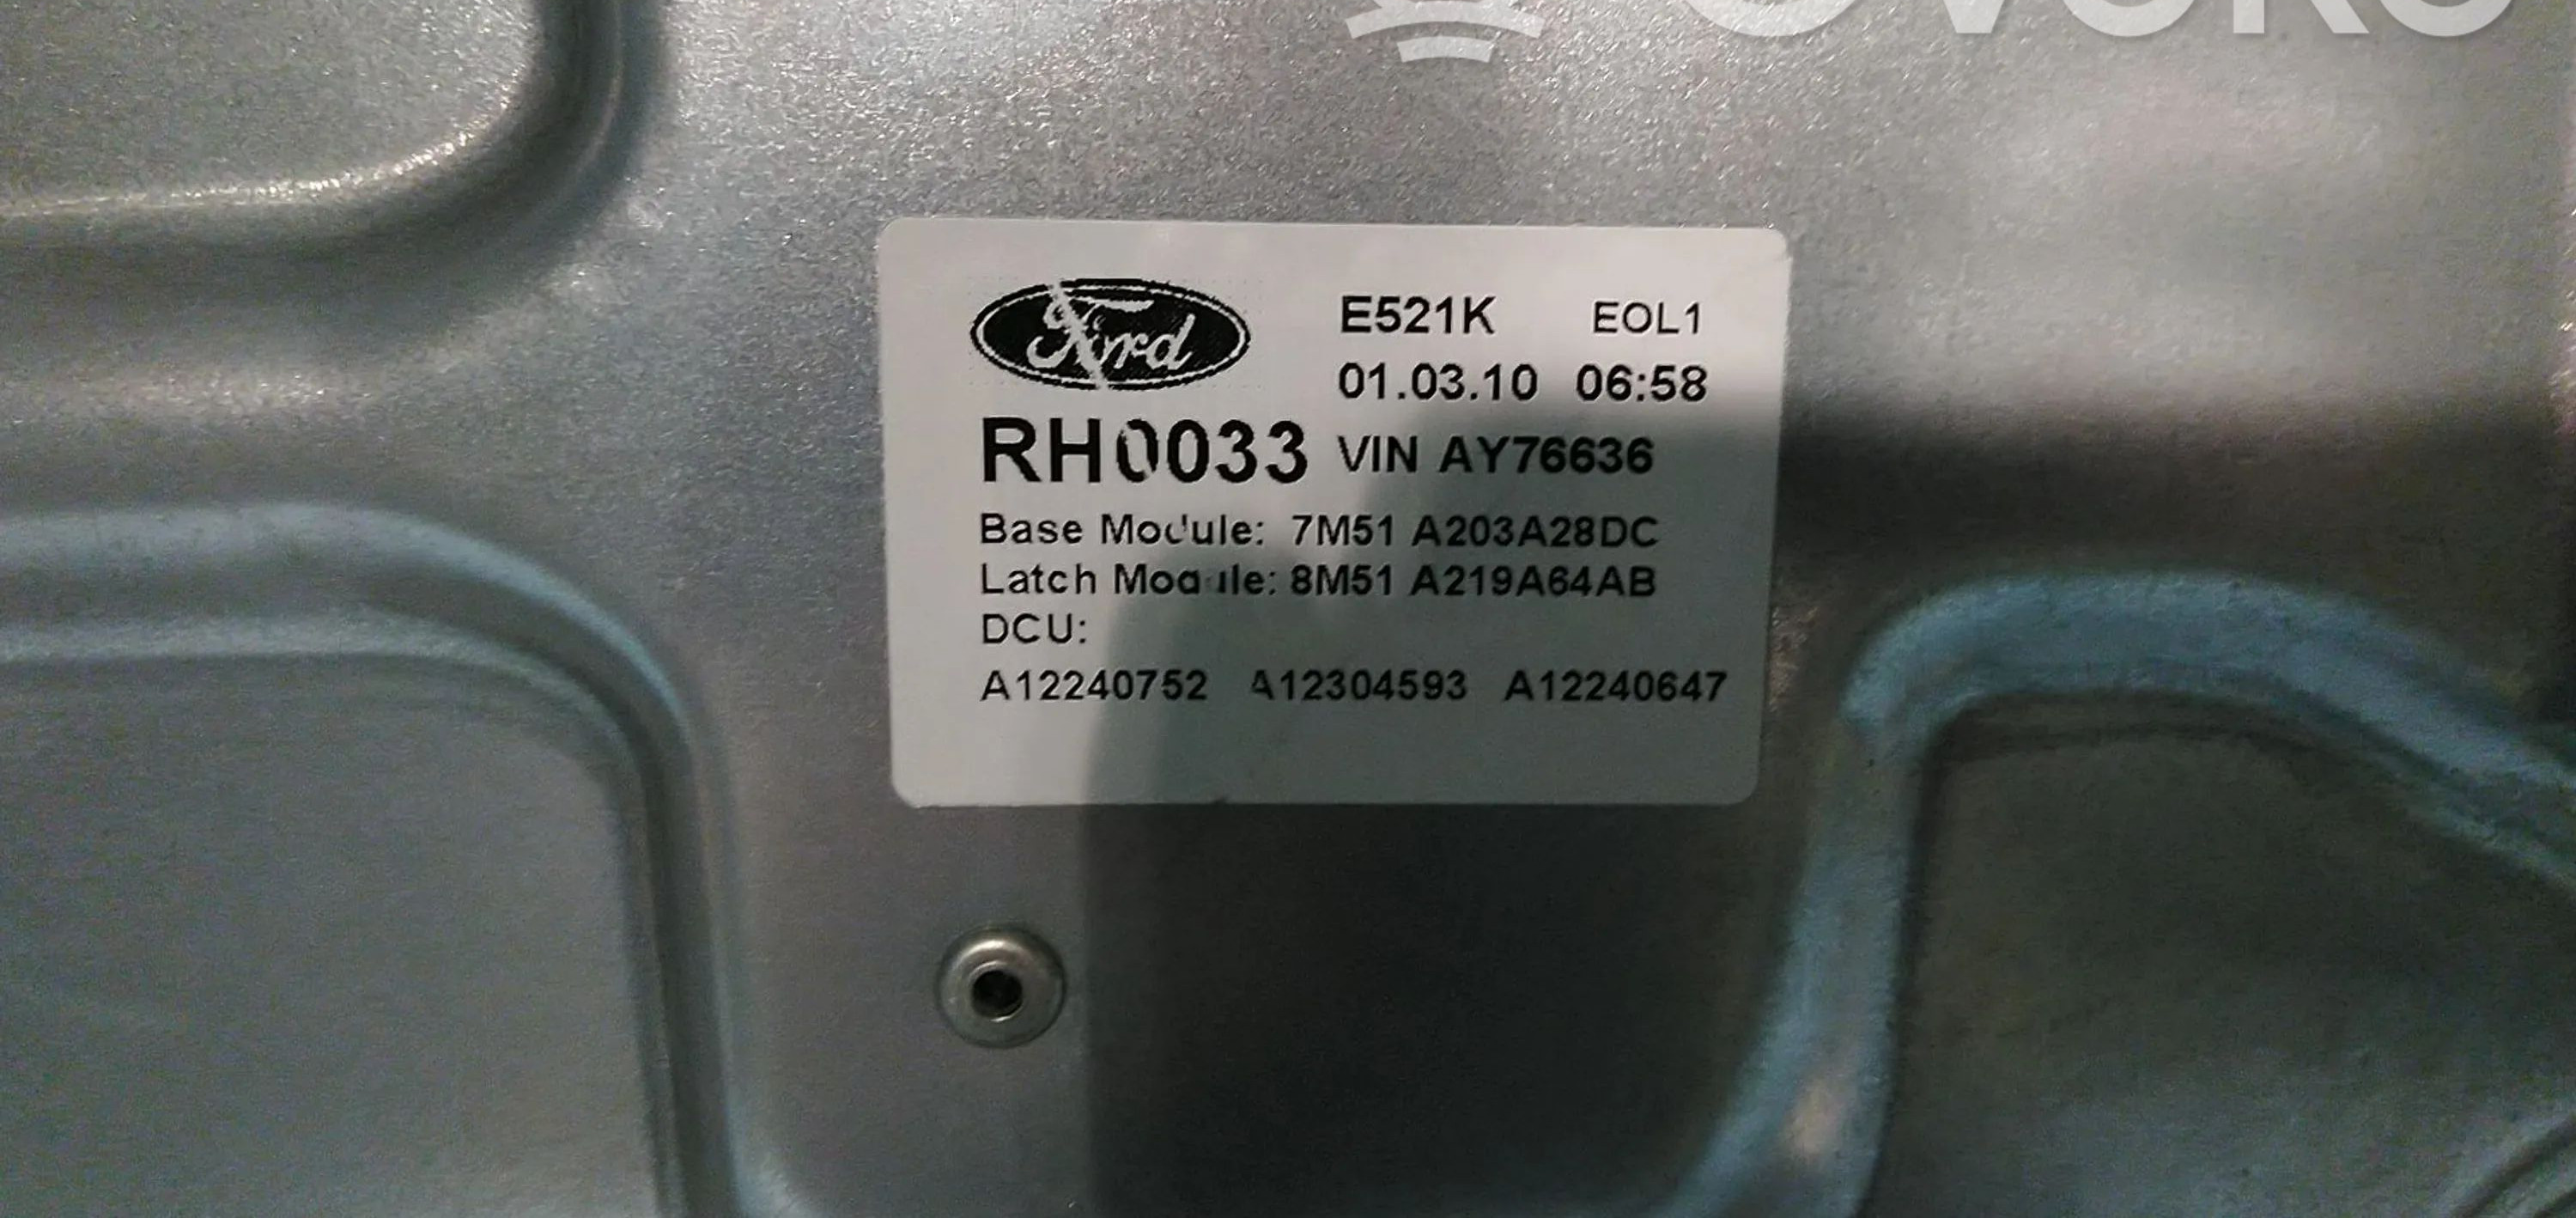 Ford E521K EOL1
01.03.10 06:58
RH0033 VIN AY76636
Base Module: 7M51 A203A28DC
Latch Module: 8M51 A219A64AB
DCU:
A12240752 A12304593 A12240647